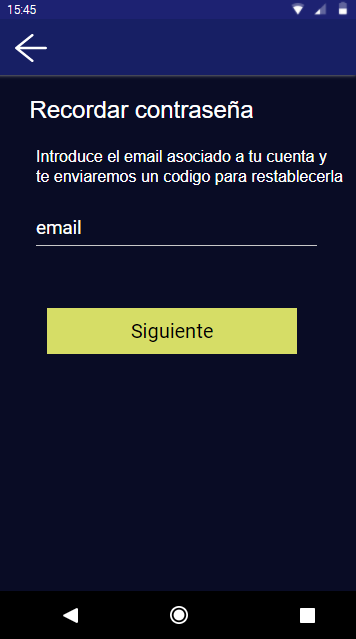 15:45
Recordar contraseña
Introduce el email asociado a tu cuenta y
te enviaremos un codigo para restablecerla
email
Siguiente